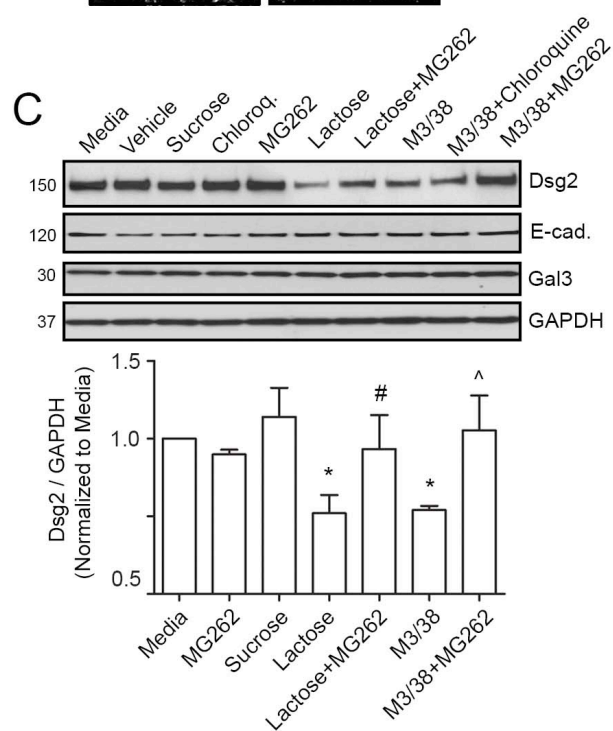 C
Media
Vehicle
Sucrose
Chloroq.
MG262
Lactose
Lactose+MG262
M3/38
M3/38+Chloroquine
M3/38+MG262
150
Dsg2
120
E-cad.
30
Gal3
37
GAPDH
Dsg2 / GAPDH
(Normalized to Media)
1.5
1.0
0.5
*
#
*
^
Media
MG262
Sucrose
Lactose
Lactose+MG262
M3/38
M3/38+MG262